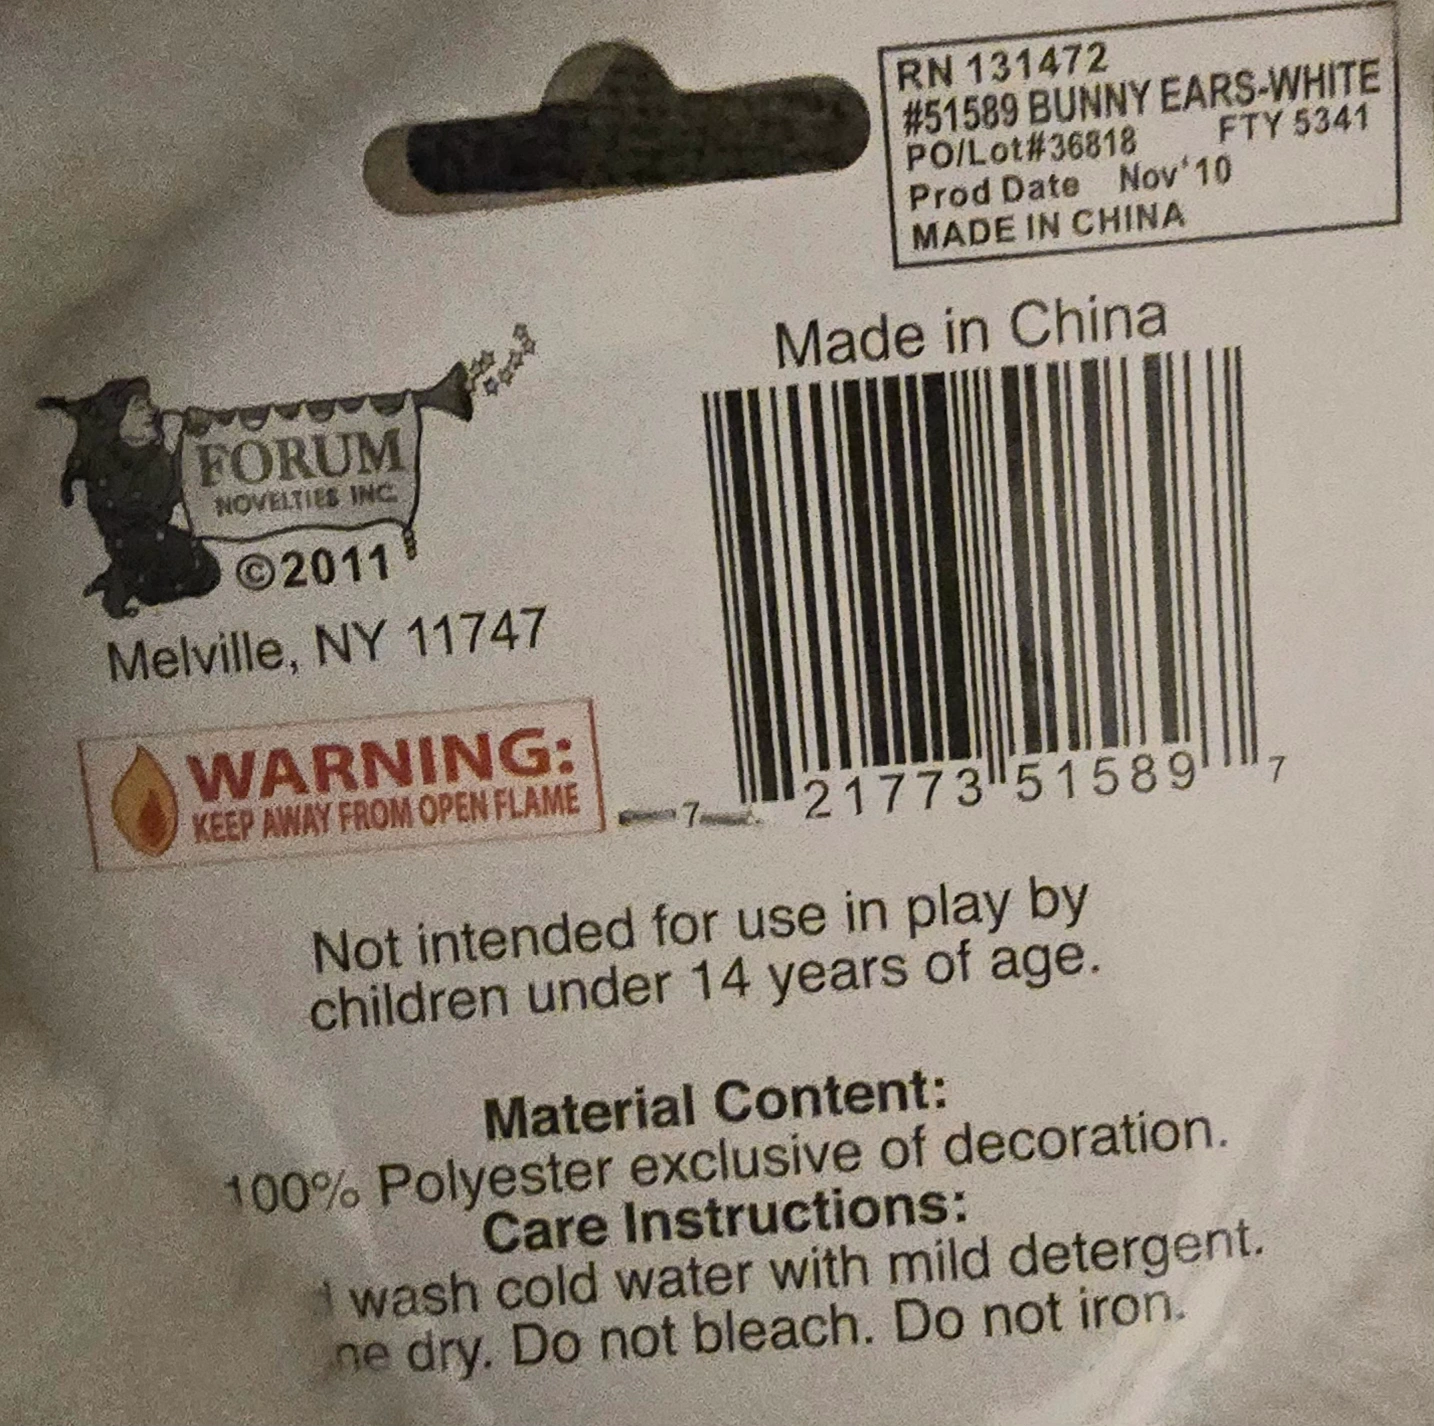 RN 131472
#51589 BUNNY EARS-WHITE
PO/Lot#36818 FTY 5341
Prod Date Nov'10
MADE IN CHINA
Made in China
FORUM
NOVELTIES INC.
©2011
Melville, NY 11747
WARNING:
KEEP AWAY FROM OPEN FLAME
7 21773 51589 7
Not intended for use in play by
children under 14 years of age.
Material Content:
100% Polyester exclusive of decoration.
Care Instructions:
wash cold water with mild detergent.
dry. Do not bleach. Do not iron.